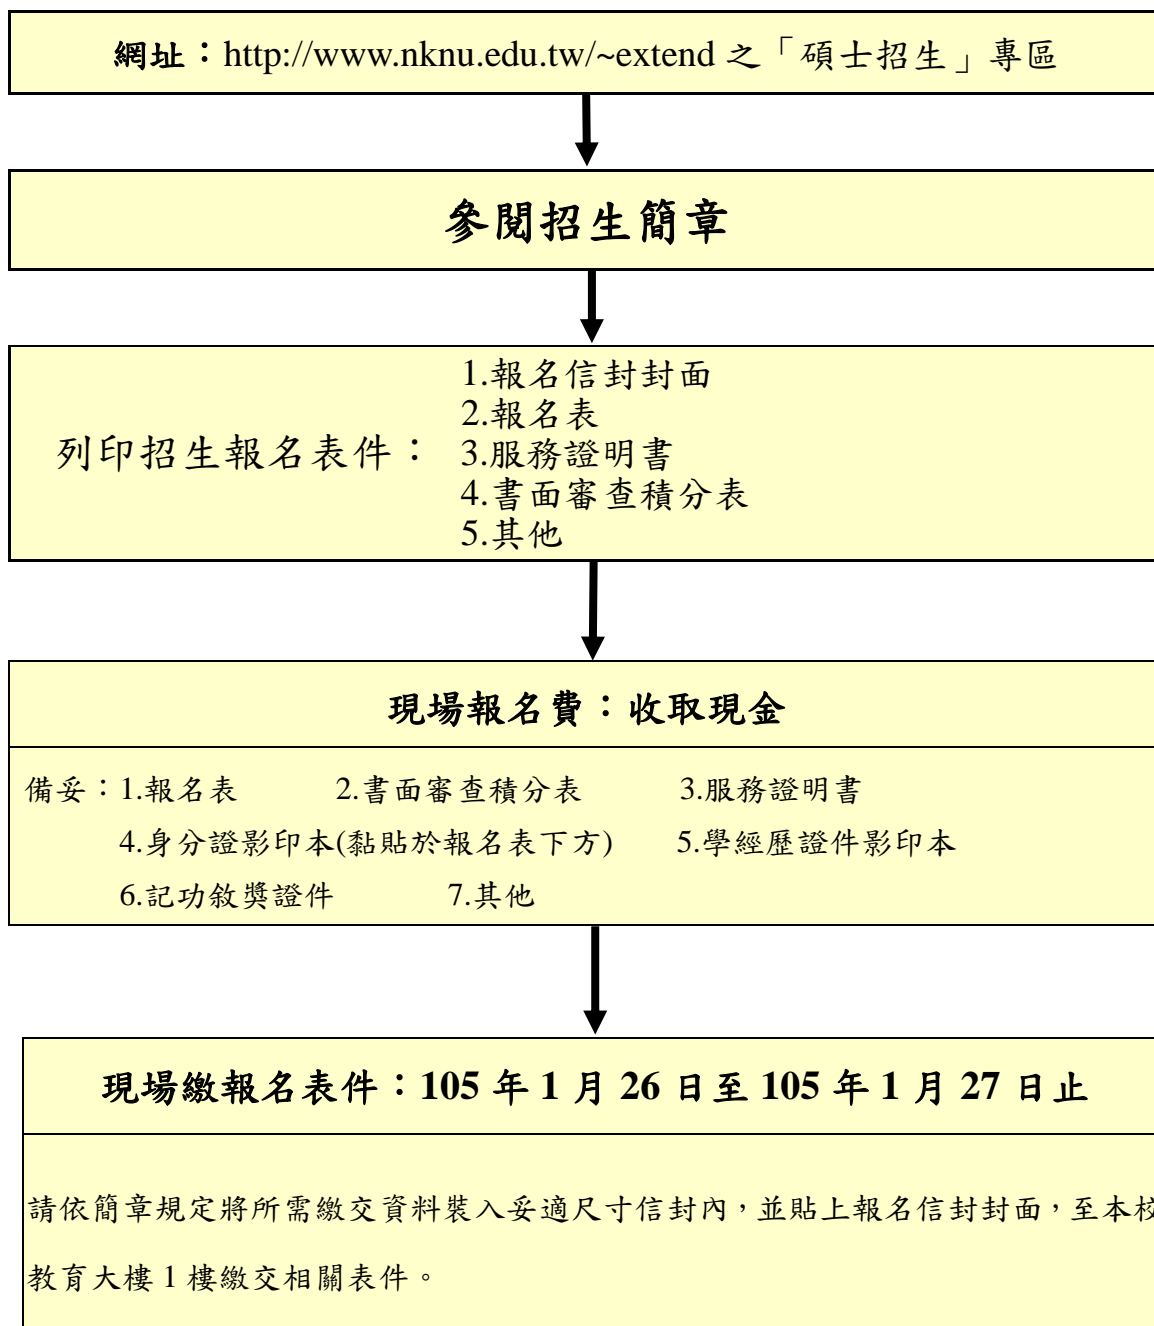 網址：http://www.nknu.edu.tw/~extend 之「碩士招生」專區
參閱招生簡章
列印招生報名表件：
1.報名信封封面
2.報名表
3.服務證明書
4.書面審查積分表
5.其他
現場報名費：收取現金
備妥：1.報名表 2.書面審查積分表 3.服務證明書
4.身分證影印本(黏貼於報名表下方) 5.學經歷證件影印本
6.記功敘獎證件 7.其他
現場繳報名表件：105 年 1 月 26 日至 105 年 1 月 27 日止
請依簡章規定將所需繳交資料裝入妥適尺寸信封內，並貼上報名信封封面，至本校
教育大樓 1 樓繳交相關表件。